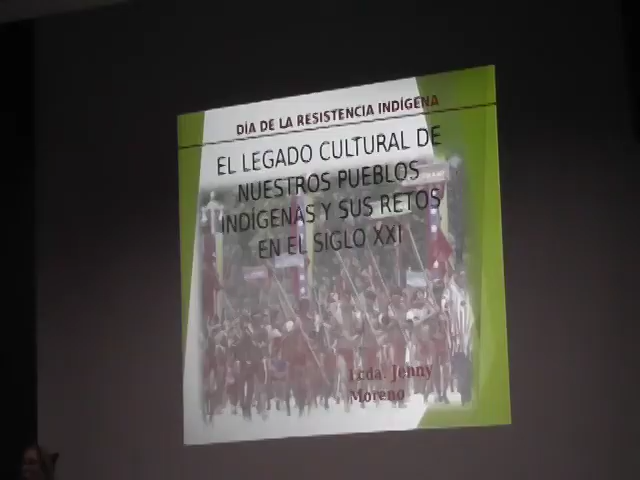 DÍA DE LA RESISTENCIA INDÍGENA
EL LEGADO CULTURAL DE
NUESTROS PUEBLOS
INDÍGENAS Y SUS RETOS
EN EL SIGLO XXI
Lcda. Jenny
Moreno